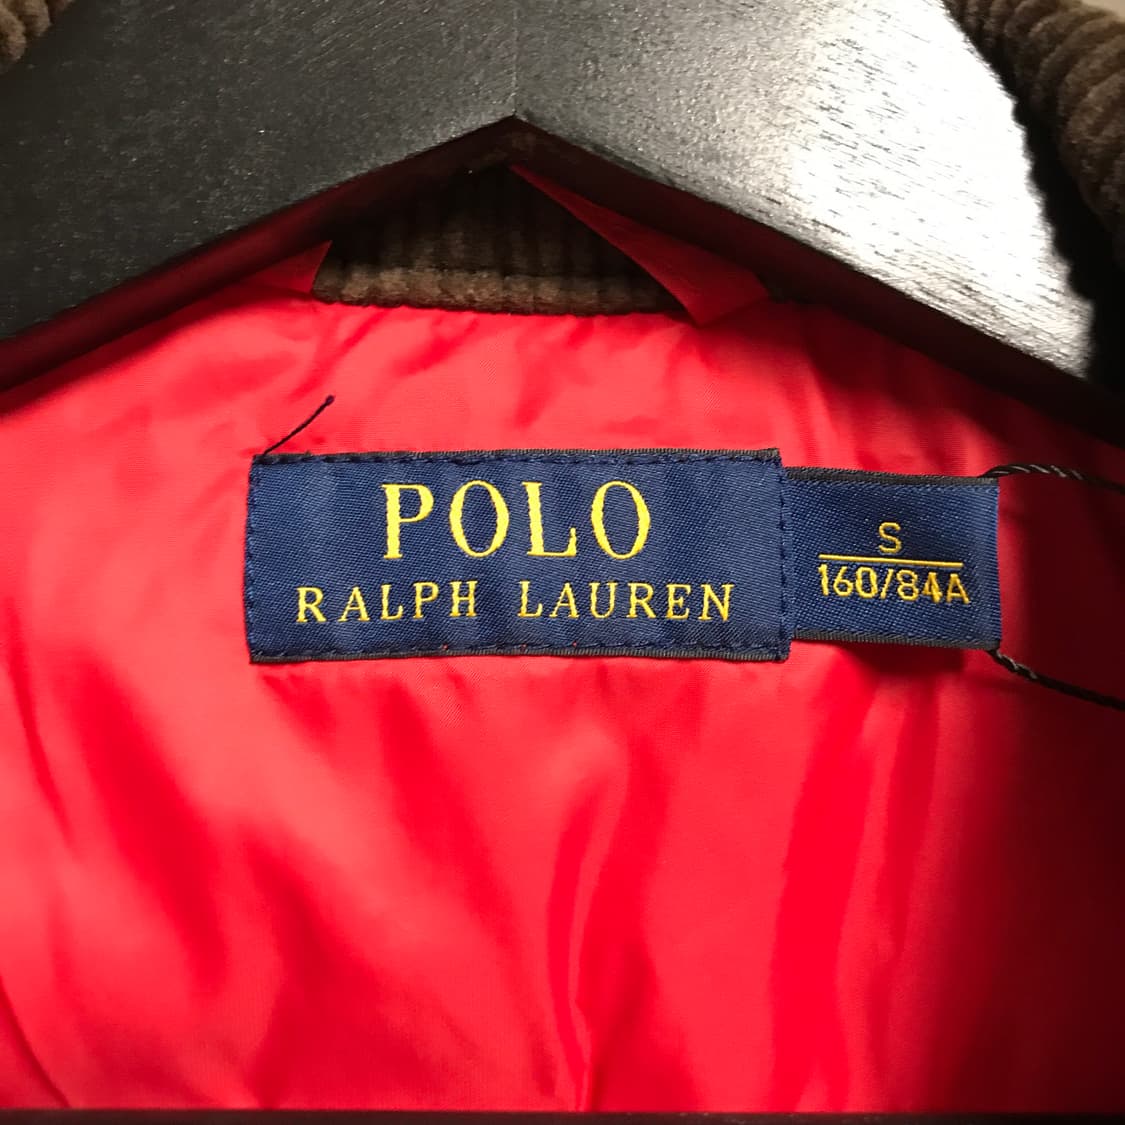 POLO
RALPH LAUREN
S
160/84A